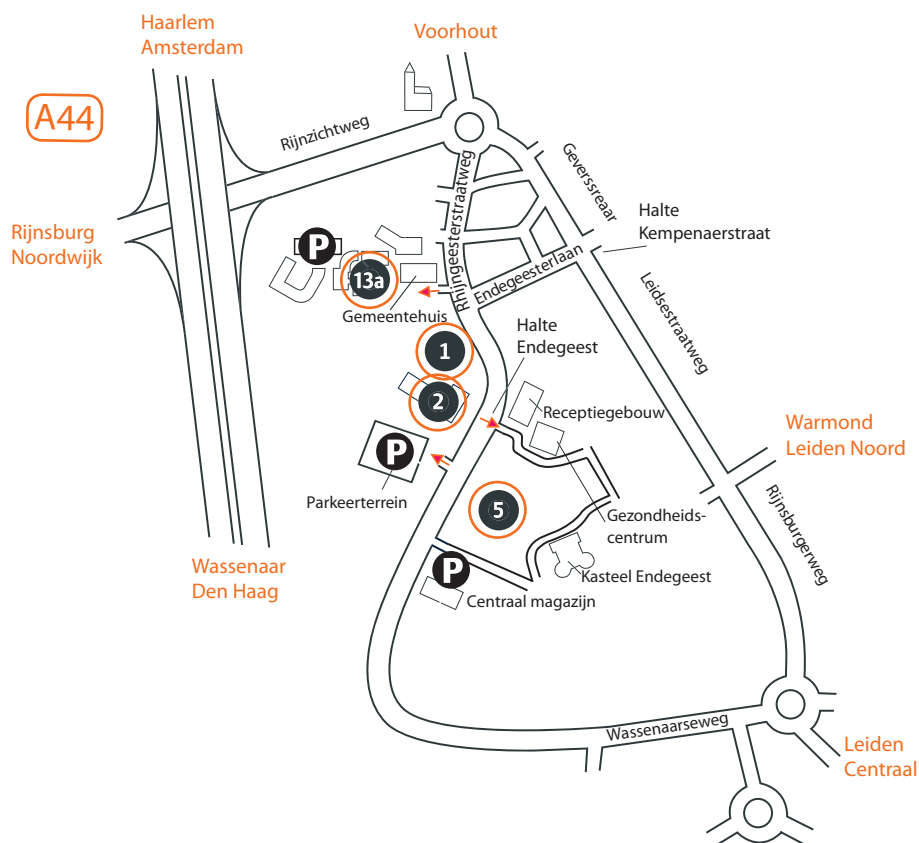 Haarlem
Amsterdam
Voorhout
A44
Rijnzichtweg
Geverssreaar
Rhijngeesterstraatweg
Rijnsburg
Noordwijk
P
Halte
Kempenaerstraat
13a
Endegeesterlaan
Gemeentehuis
Leidsestraatweg
Halte
Endegeest
1
2
Receptiegebouw
Warmond
Leiden Noord
P
Parkeerterrein
5
Gezondheids-
centrum
Rijnsburgerweg
Wassenaar
Den Haag
P
Kasteel Endegeest
Centraal magazijn
Wassenaarseweg
Leiden
Centraal